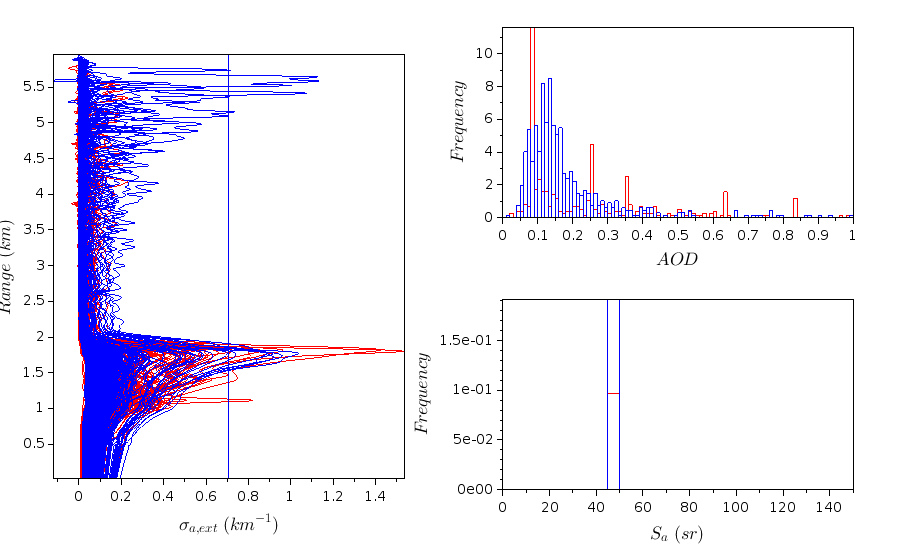 5.5
5
4.5
4
3.5
3
2.5
2
1.5
1
0.5
Range (km)
0 0.2 0.4 0.6 0.8 1 1.2 1.4
σa,ext (km⁻¹)
10
8
6
4
2
0
Frequency
0 0.1 0.2 0.3 0.4 0.5 0.6 0.7 0.8 0.9 1
AOD
1.5e-01
1e-01
5e-02
0e00
Frequency
0 20 40 60 80 100 120 140
Sa (sr)